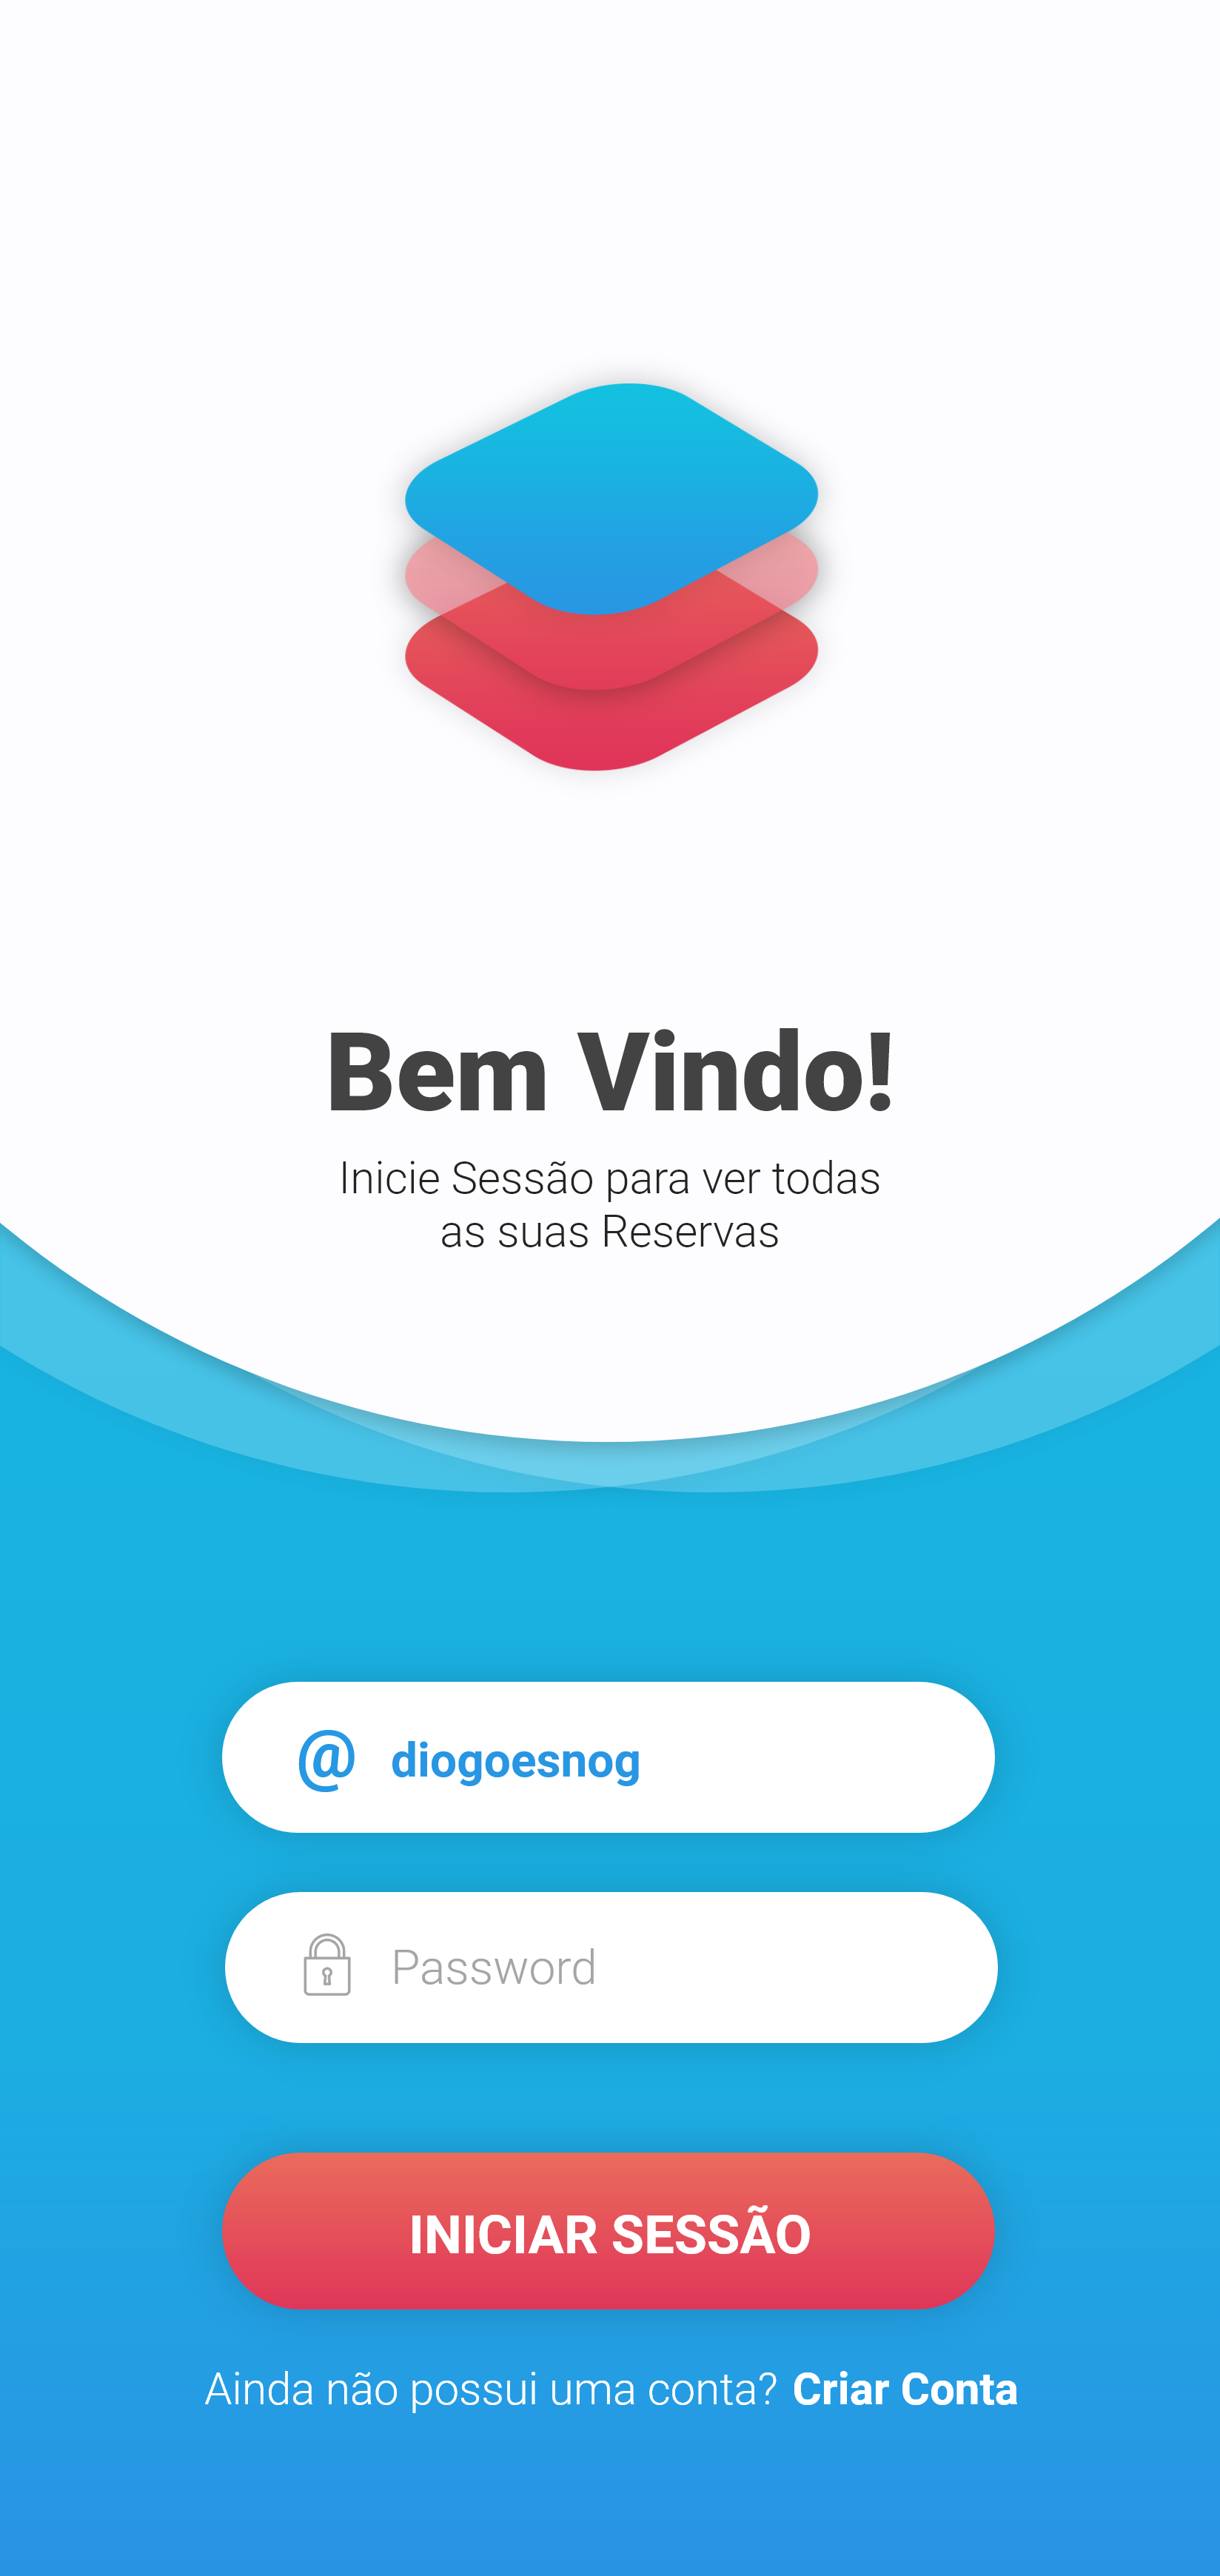 Bem Vindo!
Inicie Sessão para ver todas
as suas Reservas
@ diogoesnog
Password
INICIAR SESSÃO
Ainda não possui uma conta? Criar Conta